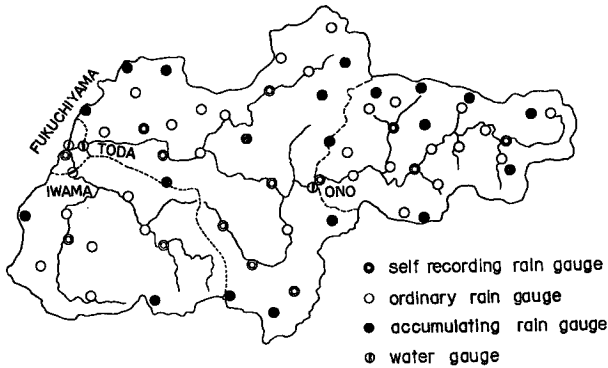 FUKUCHIYAMA
TODA
IWAMA
ONO
self recording rain gauge
ordinary rain gauge
accumulating rain gauge
water gauge